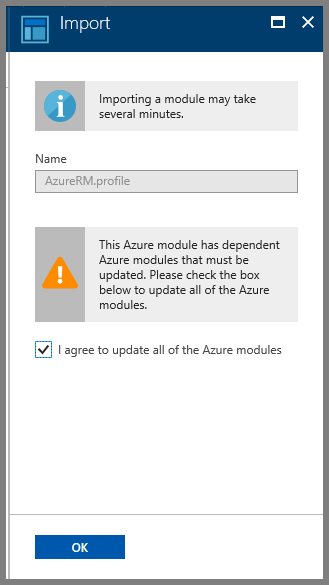 Import
Importing a module may take
several minutes.
Name
AzureRM.profile
This Azure module has dependent
Azure modules that must be
updated. Please check the box
below to update all of the Azure
modules.
I agree to update all of the Azure modules
OK